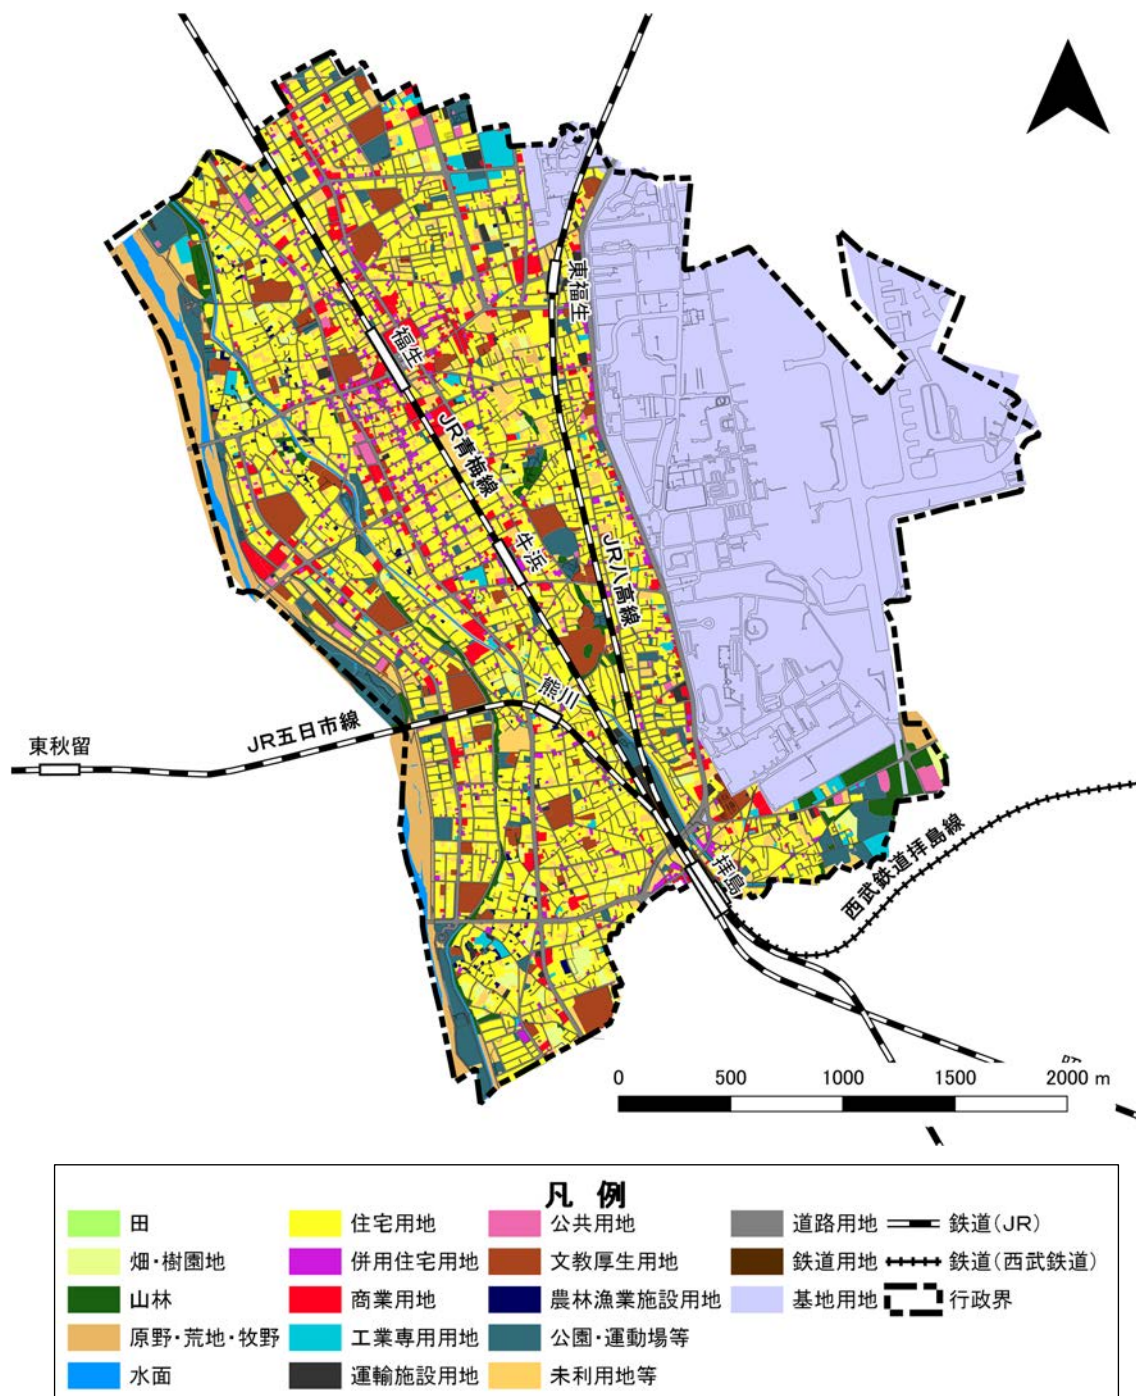 東福生
福生
JR青梅線
牛浜
JR八高線
熊川
JR五日市線
東秋留
拝島
西武鉄道拝島線
0 500 1000 1500 2000 m
凡 例
田 住宅用地 公共用地 道路用地 鉄道(JR)
畑・樹園地 併用住宅用地 文教厚生用地 鉄道用地 鉄道(西武鉄道)
山林 商業用地 農林漁業施設用地 基地用地 行政界
原野・荒地・牧野 工業専用用地 公園・運動場等
水面 運輸施設用地 未利用地等